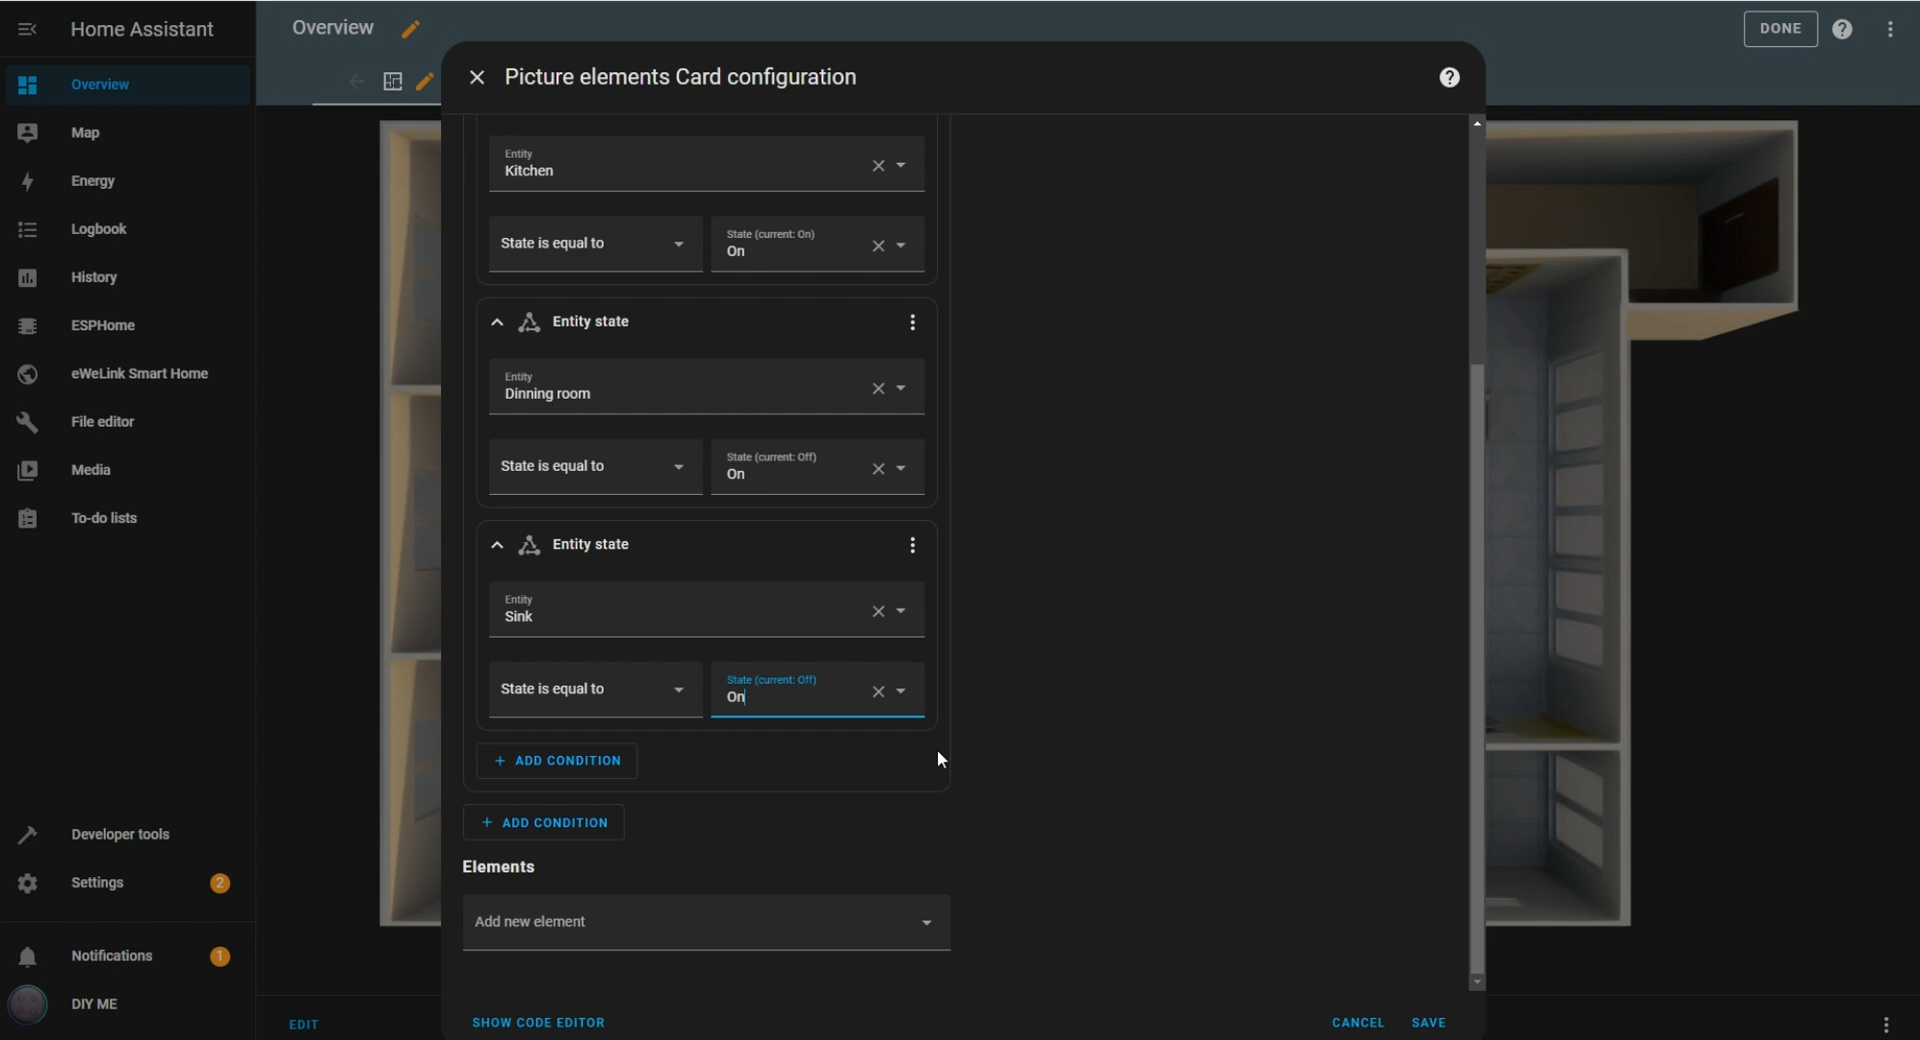 Home Assistant
Overview
DONE
Overview
Picture elements Card configuration
Map
Energy
Logbook
History
ESPHome
eWeLink Smart Home
File editor
Media
To-do lists
Developer tools
Settings
2
Notifications
1
DIY ME
Entity
Kitchen
State is equal to
State (current: On)
On
Entity state
Entity
Dinning room
State is equal to
State (current: Off)
On
Entity state
Entity
Sink
State is equal to
State (current: Off)
On
+ ADD CONDITION
+ ADD CONDITION
Elements
Add new element
EDIT
SHOW CODE EDITOR
CANCEL
SAVE